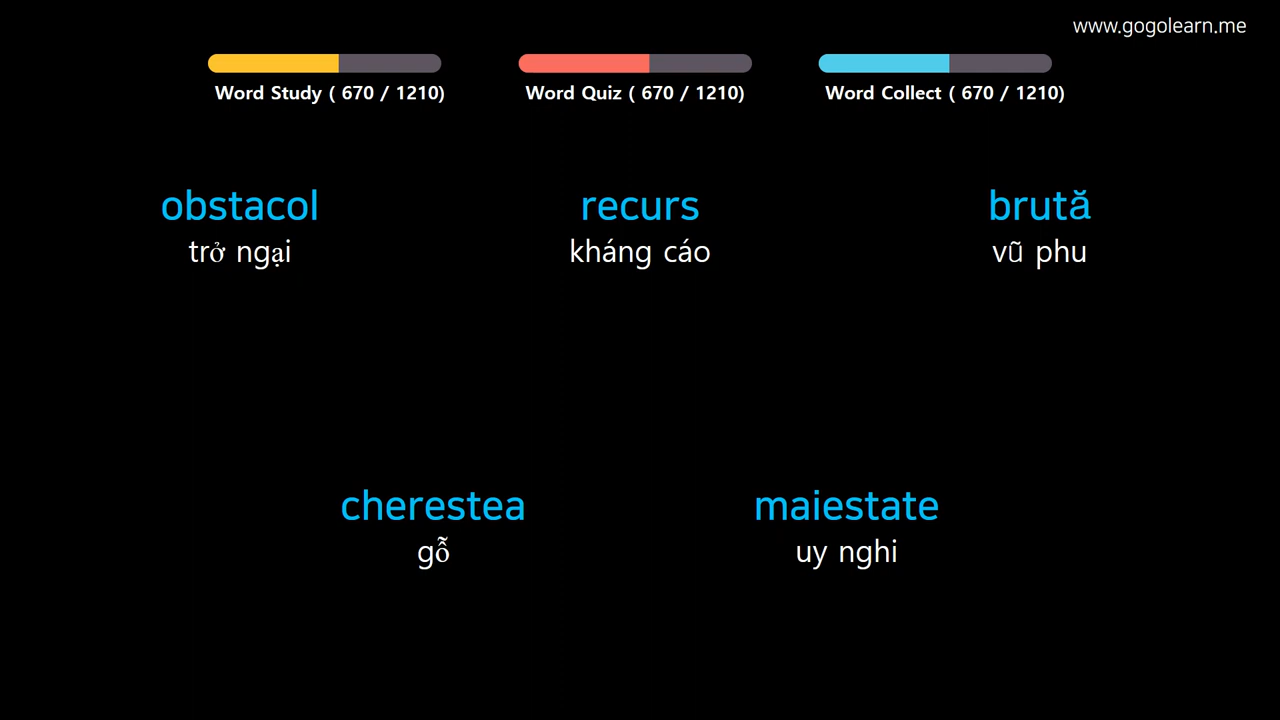 www.gogolearn.me
Word Study ( 670 / 1210)
Word Quiz ( 670 / 1210)
Word Collect ( 670 / 1210)
obstacol
trở ngại
recurs
kháng cáo
brută
vũ phu
cherestea
gỗ
maiestate
uy nghi